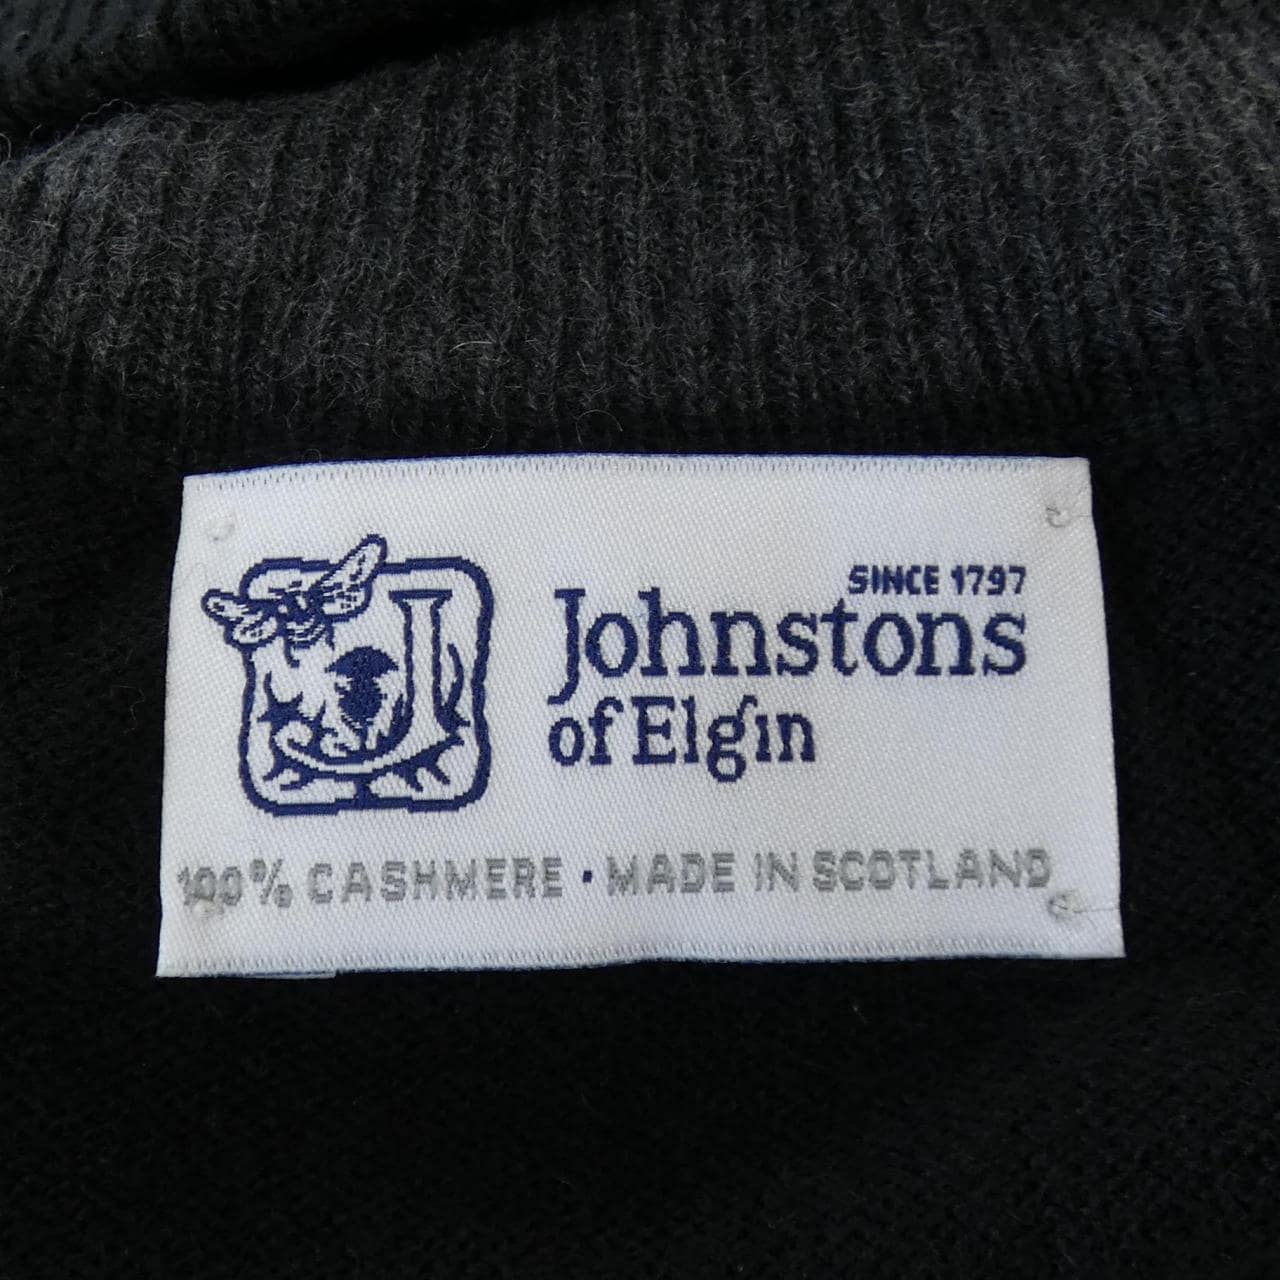 SINCE 1797
Johnstons
of Elgin
100% CASHMERE · MADE IN SCOTLAND